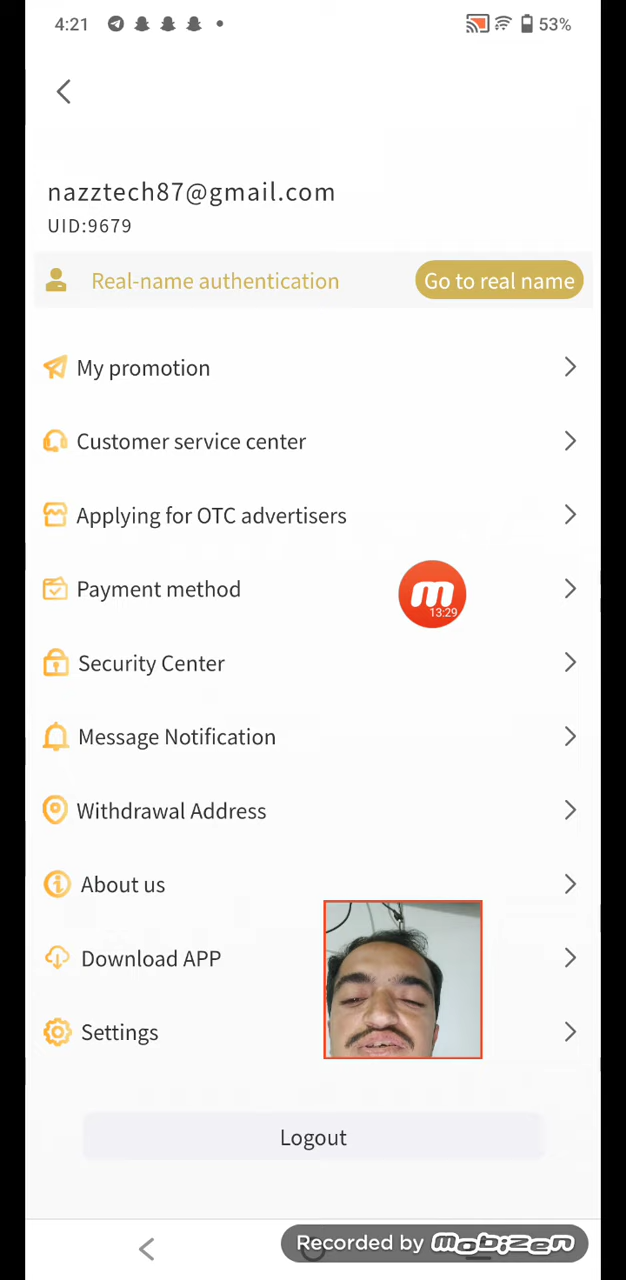 4:21
53%
nazztech87@gmail.com
UID:9679
Real-name authentication
Go to real name
My promotion
Customer service center
Applying for OTC advertisers
Payment method
m
13:29
Security Center
Message Notification
Withdrawal Address
About us
Download APP
Settings
Logout
Recorded by mobizen